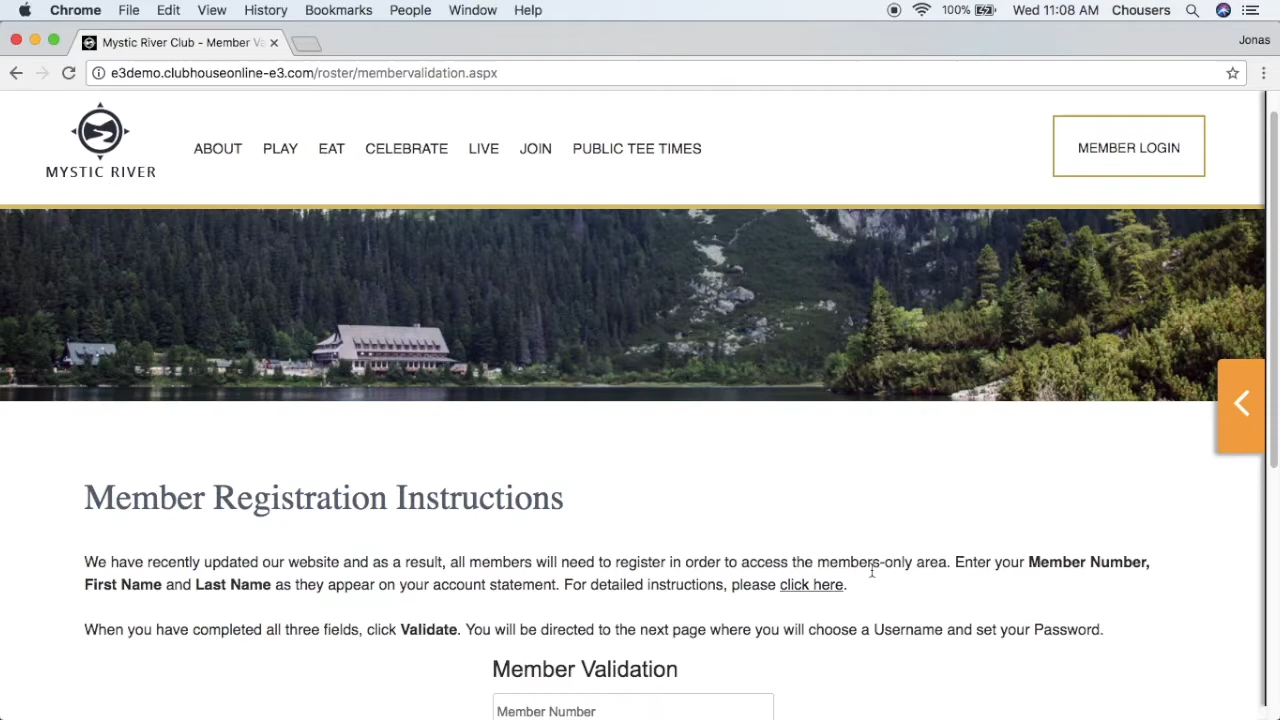 Chrome File Edit View History Bookmarks People Window Help 100% Wed 11:08 AM Chousers
Mystic River Club - Member Va Jonas
e3demo.clubhouseonline-e3.com/roster/membervalidation.aspx
MYSTIC RIVER
ABOUT PLAY EAT CELEBRATE LIVE JOIN PUBLIC TEE TIMES MEMBER LOGIN
Member Registration Instructions
We have recently updated our website and as a result, all members will need to register in order to access the members-only area. Enter your Member Number,
First Name and Last Name as they appear on your account statement. For detailed instructions, please click here.
When you have completed all three fields, click Validate. You will be directed to the next page where you will choose a Username and set your Password.
Member Validation
Member Number